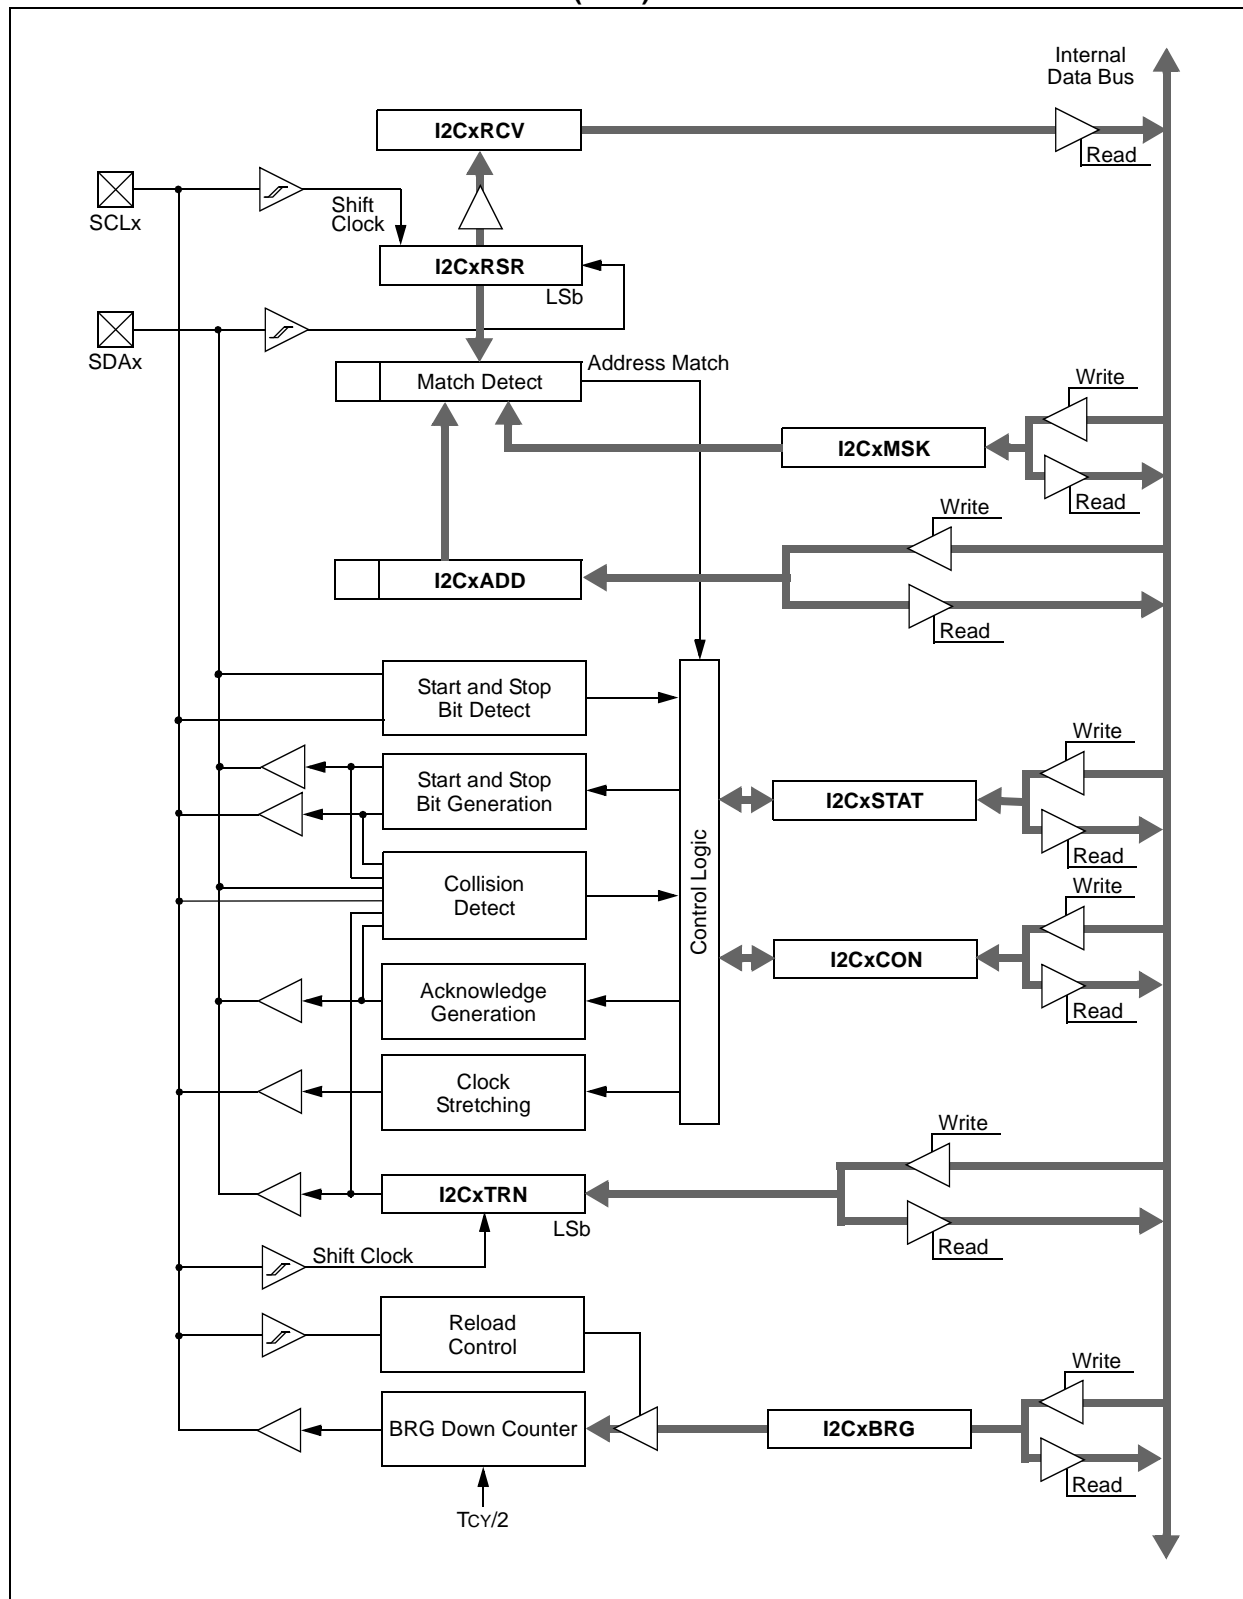 Internal
Data Bus
I2CxRCV
Read
SCLx
Shift
Clock
I2CxRSR
LSb
SDAx
Address Match
Match Detect
Write
I2CxMSK
Read
Write
I2CxADD
Read
Start and Stop
Bit Detect
Write
Start and Stop
Bit Generation
I2CxSTAT
Read
Control Logic
Collision
Detect
Write
I2CxCON
Acknowledge
Generation
Read
Clock
Stretching
Write
I2CxTRN
LSb
Read
Shift Clock
Reload
Control
Write
BRG Down Counter
I2CxBRG
Read
TCY/2